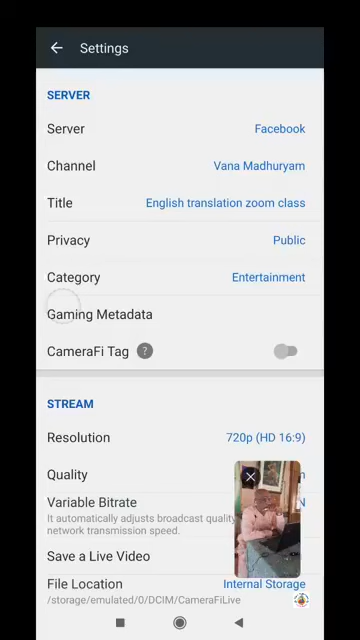 Settings
SERVER
Server Facebook
Channel Vana Madhuryam
Title English translation zoom class
Privacy Public
Category Entertainment
Gaming Metadata
CameraFi Tag ?
STREAM
Resolution 720p (HD 16:9)
Quality
Variable Bitrate
It automatically adjusts broadcast quality
network transmission speed.
Save a Live Video
File Location Internal Storage
/storage/emulated/0/DCIM/CameraFiLive